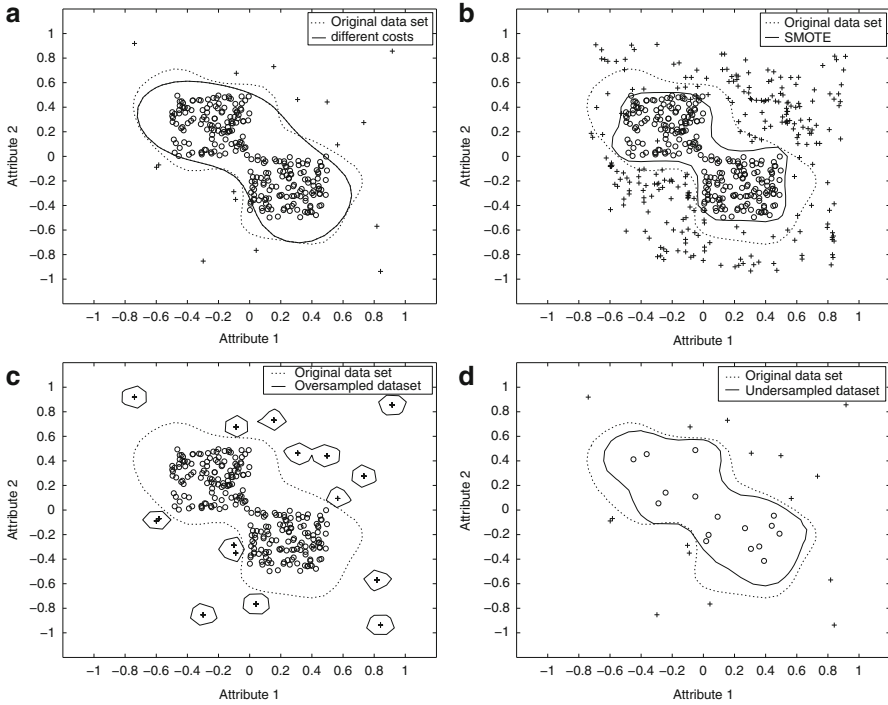 a
Original data set
different costs
1
0.8
0.6
0.4
0.2
0
−0.2
−0.4
−0.6
−0.8
−1
Attribute 2
−1 −0.8 −0.6 −0.4 −0.2 0 0.2 0.4 0.6 0.8 1
Attribute 1
b
Original data set
SMOTE
1
0.8
0.6
0.4
0.2
0
−0.2
−0.4
−0.6
−0.8
−1
Attribute 2
−1 −0.8 −0.6 −0.4 −0.2 0 0.2 0.4 0.6 0.8 1
Attribute 1
c
Original data set
Oversampled dataset
1
0.8
0.6
0.4
0.2
0
−0.2
−0.4
−0.6
−0.8
−1
Attribute 2
−1 −0.8 −0.6 −0.4 −0.2 0 0.2 0.4 0.6 0.8 1
Attribute 1
d
Original data set
Undersampled dataset
1
0.8
0.6
0.4
0.2
0
−0.2
−0.4
−0.6
−0.8
−1
Attribute 2
−1 −0.8 −0.6 −0.4 −0.2 0 0.2 0.4 0.6 0.8 1
Attribute 1